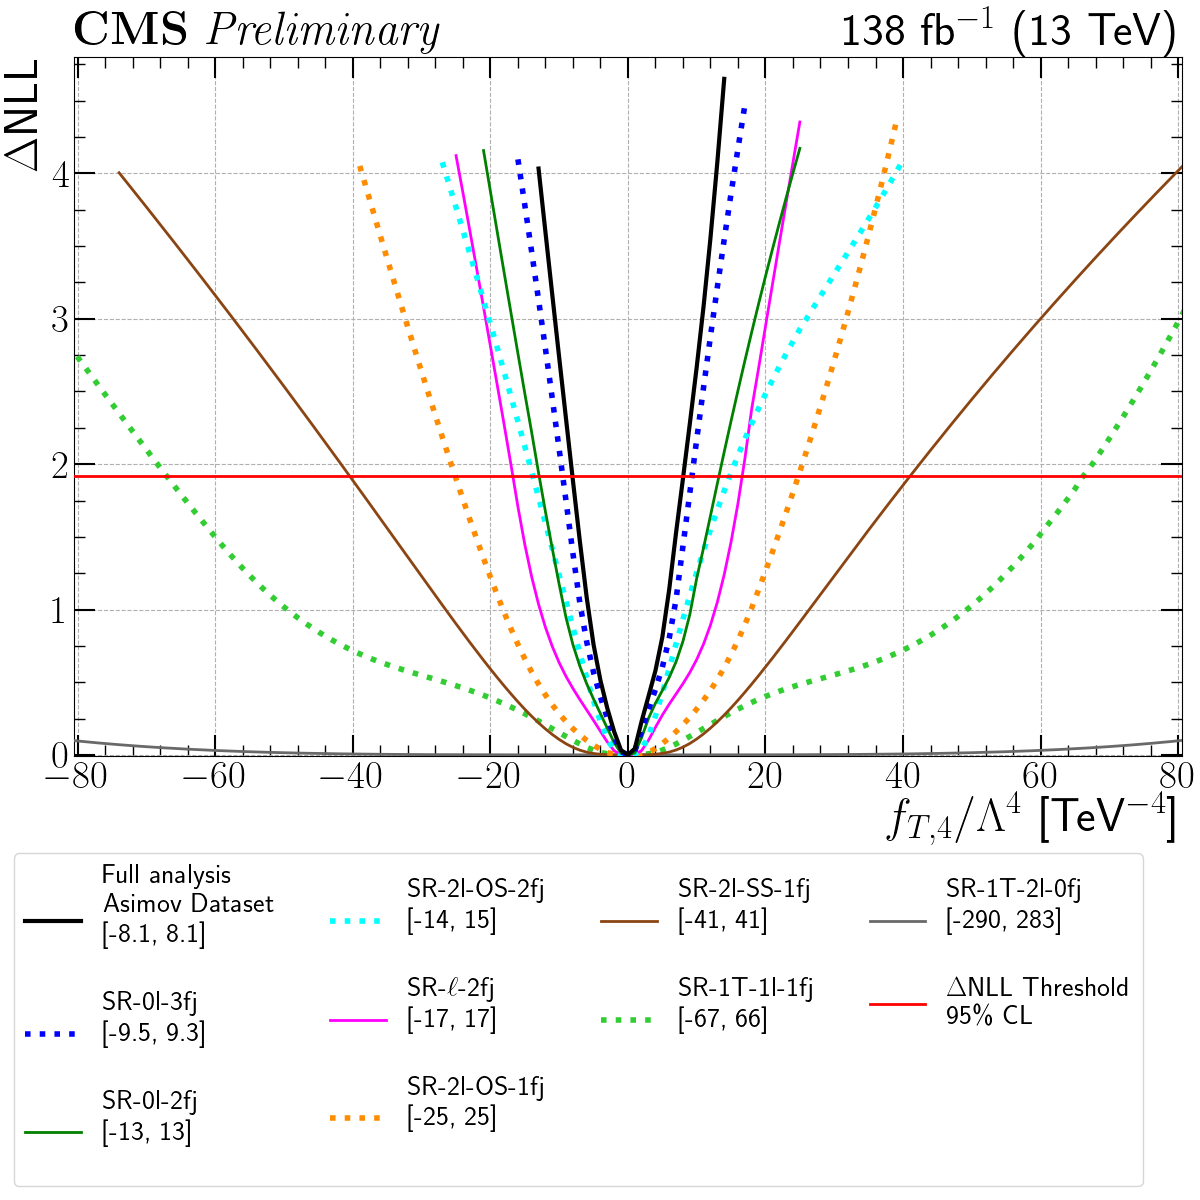 CMS Preliminary
138 fb⁻¹ (13 TeV)
ΔNLL
4
3
2
1
0
−80 −60 −40 −20 0 20 40 60 80
f_{T,4}/Λ⁴ [TeV⁻⁴]
Full analysis
Asimov Dataset
[-8.1, 8.1]
SR-0l-3fj
[-9.5, 9.3]
SR-0l-2fj
[-13, 13]
SR-2l-OS-2fj
[-14, 15]
SR-ℓ-2fj
[-17, 17]
SR-2l-OS-1fj
[-25, 25]
SR-2l-SS-1fj
[-41, 41]
SR-1T-1l-1fj
[-67, 66]
SR-1T-2l-0fj
[-290, 283]
ΔNLL Threshold
95% CL